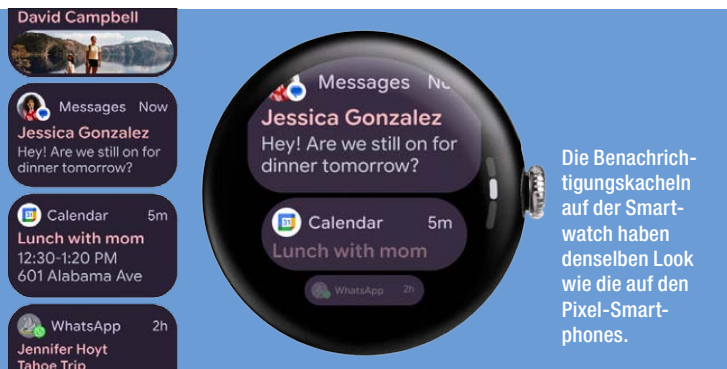 David Campbell
Messages Now
Jessica Gonzalez
Hey! Are we still on for
dinner tomorrow?
31
Calendar 5m
Lunch with mom
12:30-1:20 PM
601 Alabama Ave
WhatsApp 2h
Jennifer Hoyt
Tahoe Trip
Messages
Jessica Gonzalez
Hey! Are we still on for
dinner tomorrow?
31
Calendar 5m
Lunch with mom
WhatsApp 2h
Die Benachrich-
tigungskacheln
auf der Smart-
watch haben
denselben Look
wie die auf den
Pixel-Smart-
phones.